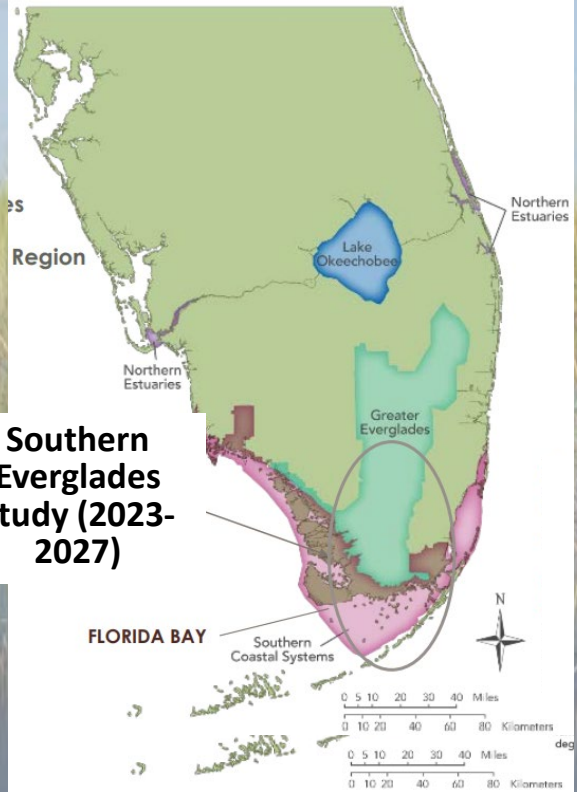 es
Region
Northern
Estuaries
Lake
Okeechobee
Northern
Estuaries
Greater
Everglades
Southern
Everglades
tudy (2023-
2027)
FLORIDA BAY
Southern
Coastal Systems
N
0 5 10 20 30 40 Miles
0 10 20 40 60 80 Kilometers
deg
0 5 10 20 30 40 Miles
0 10 20 40 60 80 Kilometers